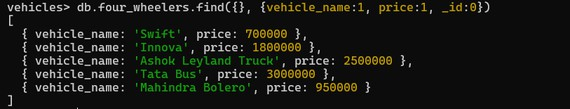 vehicles> db.four_wheelers.find({}, {vehicle_name:1, price:1, _id:0})
[
  { vehicle_name: 'Swift', price: 700000 },
  { vehicle_name: 'Innova', price: 1800000 },
  { vehicle_name: 'Ashok Leyland Truck', price: 2500000 },
  { vehicle_name: 'Tata Bus', price: 3000000 },
  { vehicle_name: 'Mahindra Bolero', price: 950000 }
]